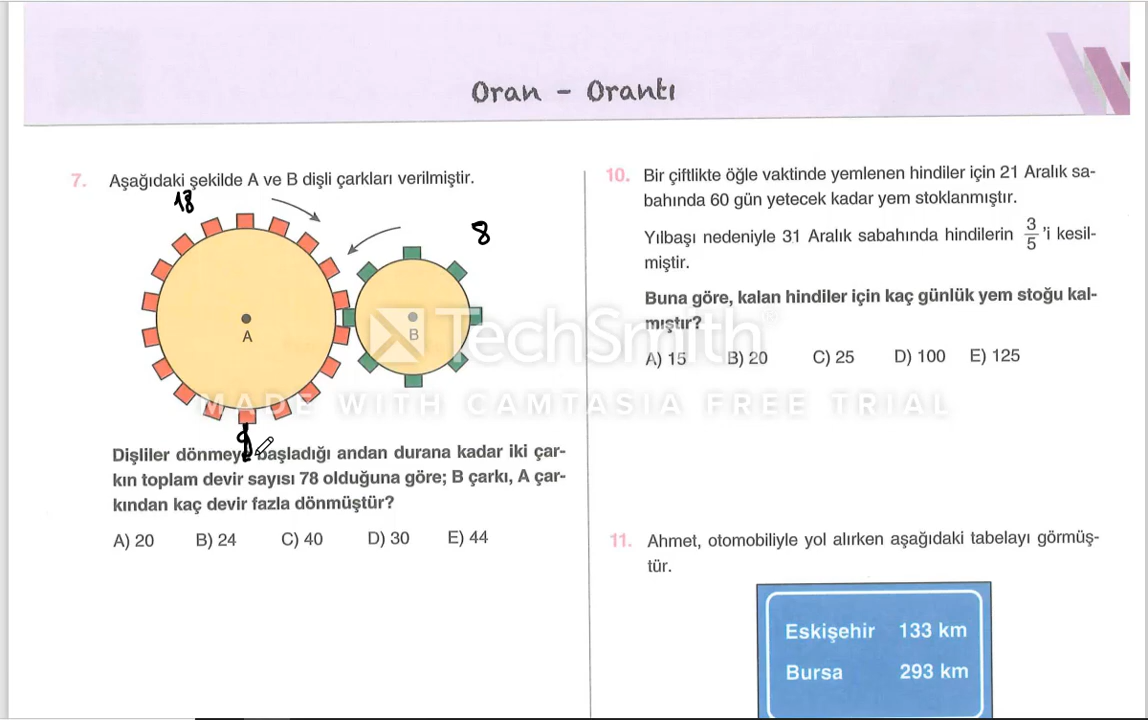 Oran - Orantı
7. Aşağıdaki şekilde A ve B dişli çarkları verilmiştir.
18
8
A
B
Dişliler dönmeye başladığı andan durana kadar iki çar-
kın toplam devir sayısı 78 olduğuna göre; B çarkı, A çar-
kından kaç devir fazla dönmüştür?
A) 20 B) 24 C) 40 D) 30 E) 44
10. Bir çiftlikte öğle vaktinde yemlenen hindiler için 21 Aralık sa-
bahında 60 gün yetecek kadar yem stoklanmıştır.
Yılbaşı nedeniyle 31 Aralık sabahında hindilerin 3/5 'i kesil-
miştir.
Buna göre, kalan hindiler için kaç günlük yem stoğu kal-
mıştır?
A) 15 B) 20 C) 25 D) 100 E) 125
TechSmith®
MADE WITH CAMTASIA FREE TRIAL
11. Ahmet, otomobiliyle yol alırken aşağıdaki tabelayı görmüş-
tür.
Eskişehir 133 km
Bursa 293 km